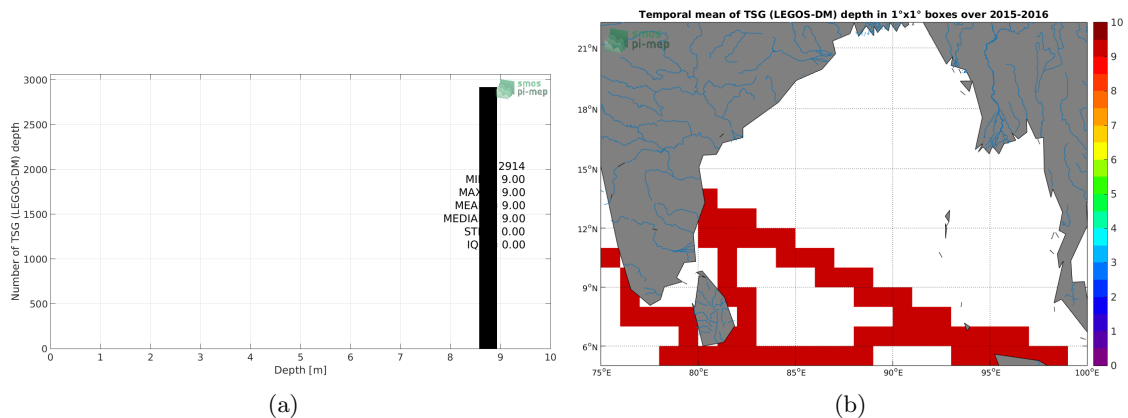 Number of TSG (LEGOS-DM) depth
3000
2500
2000
1500
1000
500
0
0 1 2 3 4 5 6 7 8 9 10
Depth [m]
smos
pi-mep
2914
9.00
MAX 9.00
9.00
9.00
0.00
0.00
(a)
Temporal mean of TSG (LEGOS-DM) depth in 1°x1° boxes over 2015-2016
smos
pi-mep
21°N
18°N
15°N
12°N
9°N
6°N
75°E 80°E 85°E 90°E 95°E 100°E
10
9
8
7
6
5
4
3
2
1
0
(b)